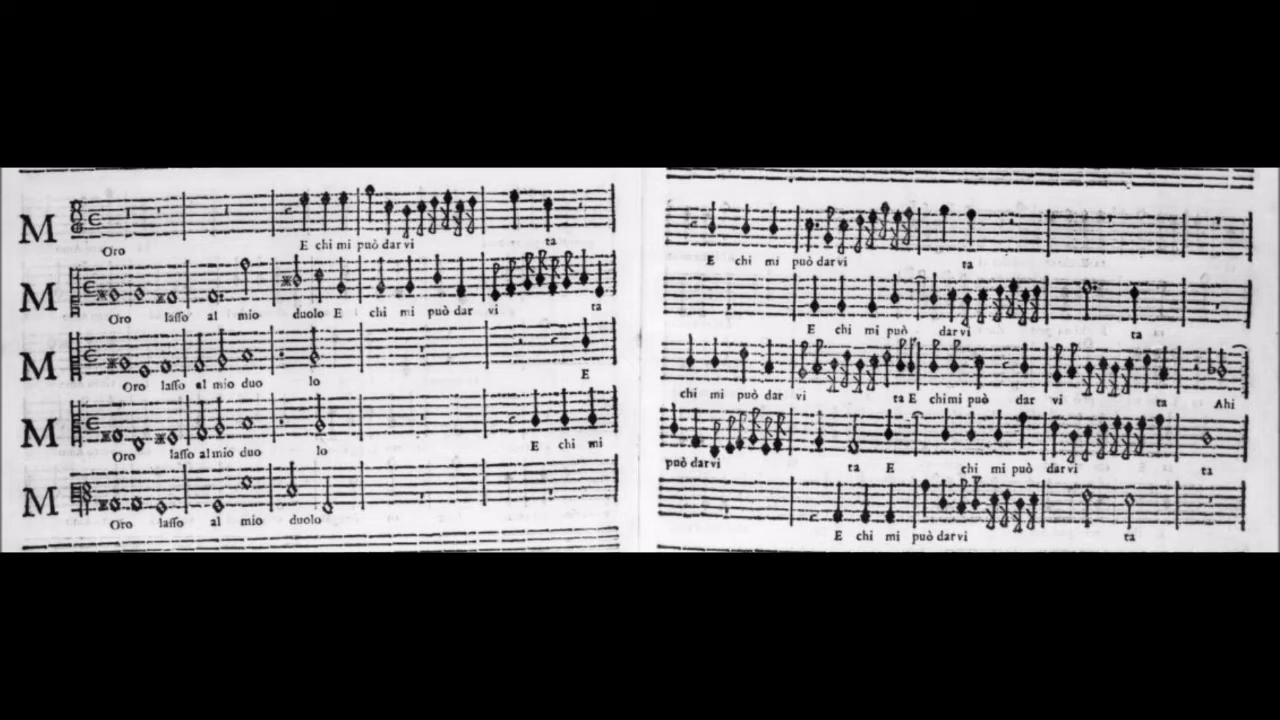 M
Oro E chi mi può dar vi ta
M
Oro lasso al mio duolo E chi mi può dar vi ta
M
Oro lasso al mio duo lo E
M
Oro lasso al mio duo lo E chi mi
M
Oro lasso al mio duolo
E chi mi può dar vi ta
E chi mi può dar vi ta
chi mi può dar vi ta E chi mi può dar vi ta Ahi
può dar vi ta E chi mi può dar vi ta
E chi mi può dar vi ta